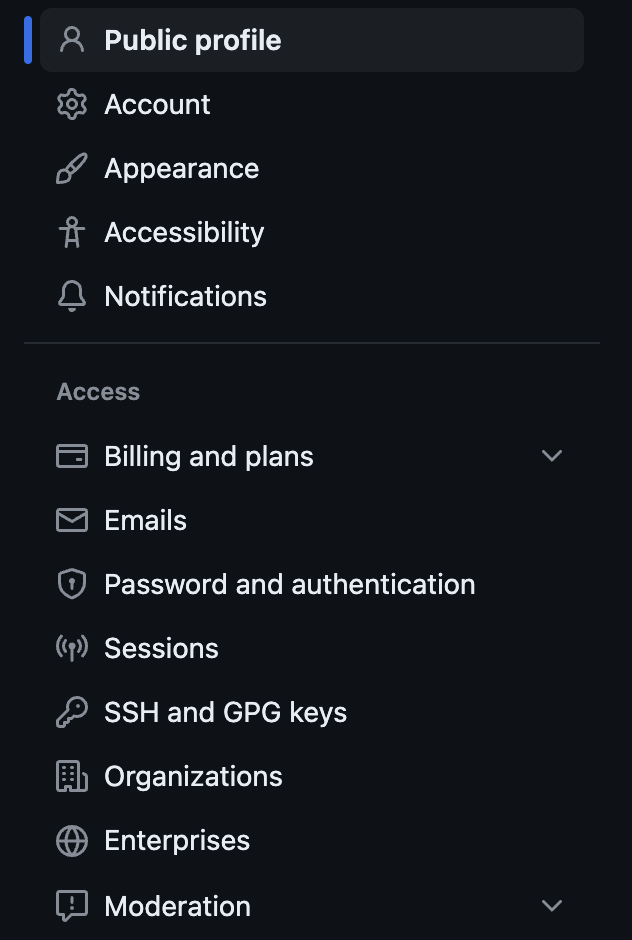 Public profile
Account
Appearance
Accessibility
Notifications
Access
Billing and plans
Emails
Password and authentication
Sessions
SSH and GPG keys
Organizations
Enterprises
Moderation